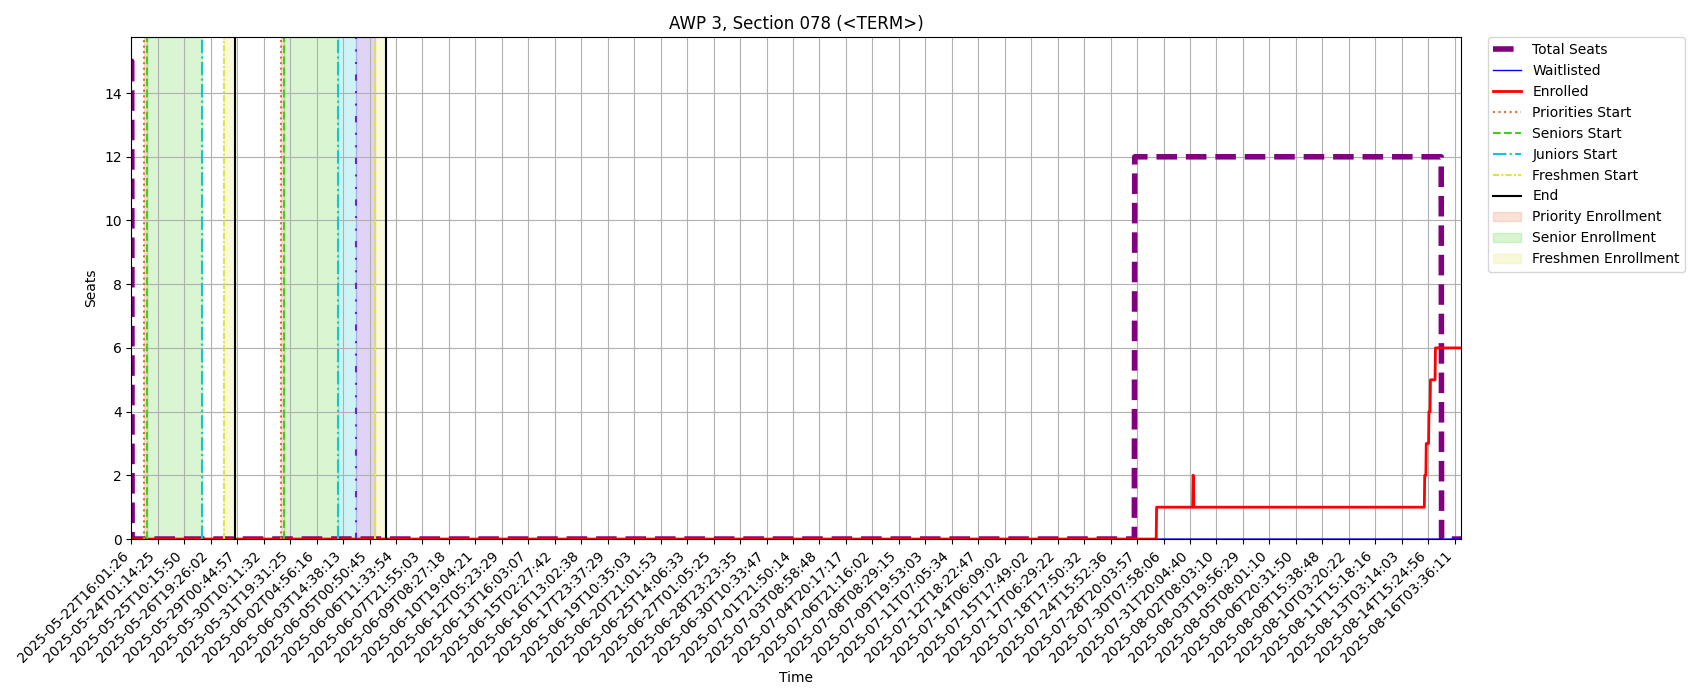 AWP 3, Section 078 (<TERM>)
Total Seats
Waitlisted
Enrolled
Priorities Start
Seniors Start
Juniors Start
Freshmen Start
End
Priority Enrollment
Senior Enrollment
Freshmen Enrollment
Seats
14
12
10
8
6
4
2
0
2025-05-22T16:01:26
2025-05-24T01:14:25
2025-05-25T10:15:50
2025-05-26T19:26:02
2025-05-29T00:44:57
2025-05-30T10:11:32
2025-05-31T19:31:25
2025-06-02T04:56:16
2025-06-03T14:38:13
2025-06-05T00:50:45
2025-06-06T11:33:54
2025-06-07T21:55:03
2025-06-09T08:27:18
2025-06-10T19:04:21
2025-06-12T05:23:29
2025-06-13T16:03:07
2025-06-15T02:27:42
2025-06-16T13:02:38
2025-06-17T23:37:29
2025-06-19T10:35:03
2025-06-20T21:01:53
2025-06-25T14:06:33
2025-06-27T01:05:25
2025-06-28T23:23:35
2025-06-30T10:33:47
2025-07-01T21:50:14
2025-07-03T08:58:48
2025-07-04T20:17:17
2025-07-06T21:16:02
2025-07-08T08:29:15
2025-07-09T19:53:03
2025-07-11T07:05:34
2025-07-12T18:22:47
2025-07-14T06:09:02
2025-07-15T17:49:02
2025-07-17T06:29:22
2025-07-18T17:50:32
2025-07-24T15:52:36
2025-07-28T20:03:57
2025-07-30T07:58:06
2025-07-31T20:04:40
2025-08-02T08:03:10
2025-08-03T19:56:29
2025-08-05T08:01:10
2025-08-06T20:31:50
2025-08-08T15:38:48
2025-08-10T03:20:22
2025-08-11T15:18:16
2025-08-13T03:14:03
2025-08-14T15:24:56
2025-08-16T03:36:11
Time